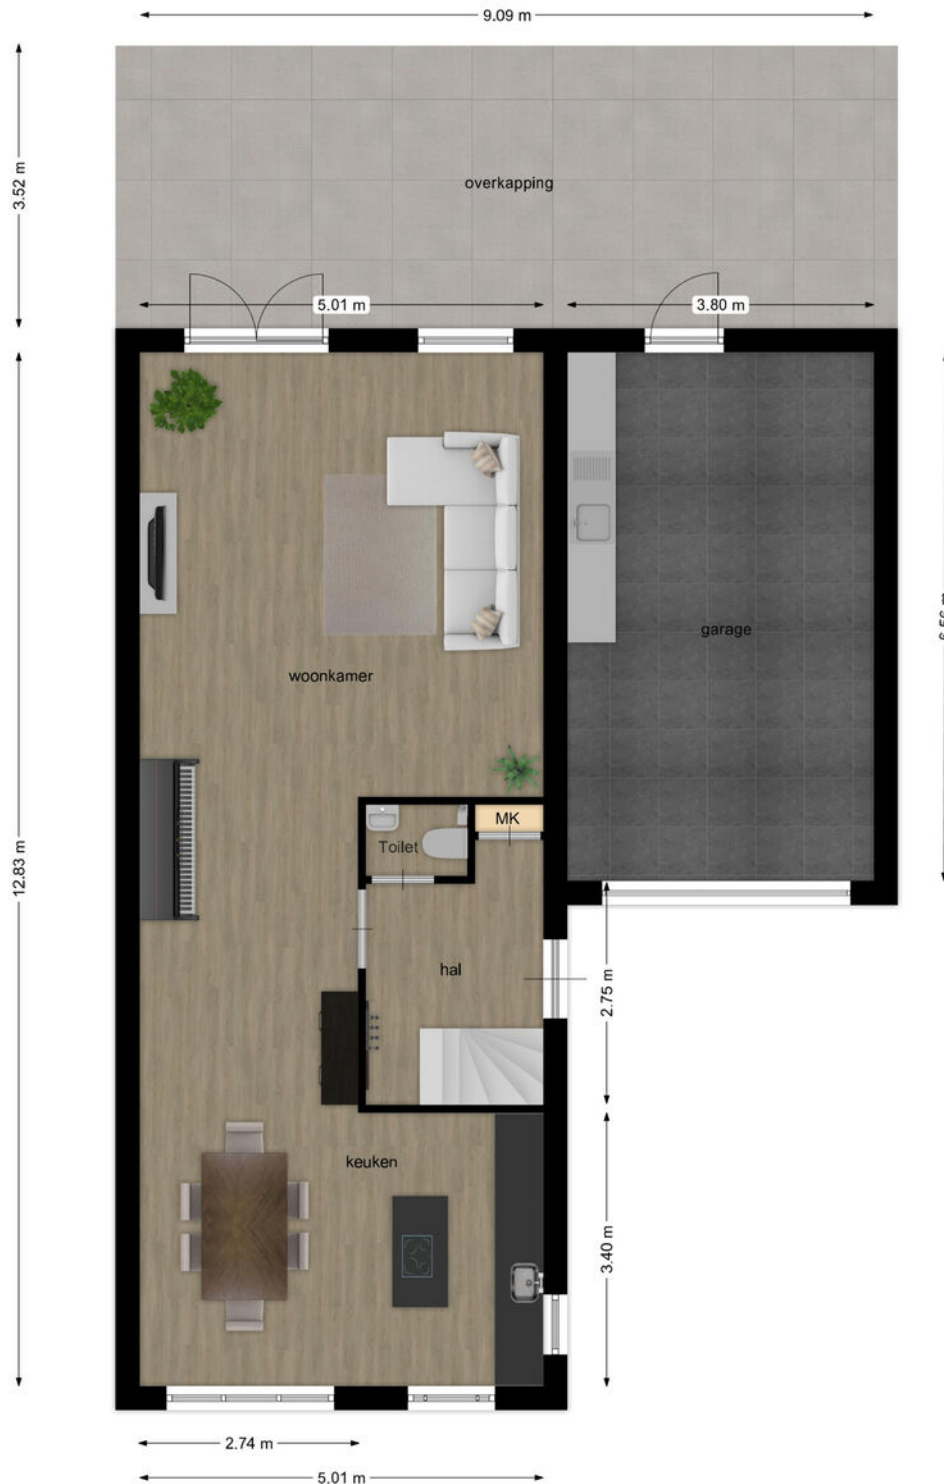 9.09 m
3.52 m
overkapping
5.01 m
3.80 m
garage
woonkamer
MK
Toilet
12.83 m
hal
2.75 m
keuken
3.40 m
2.74 m
5.01 m